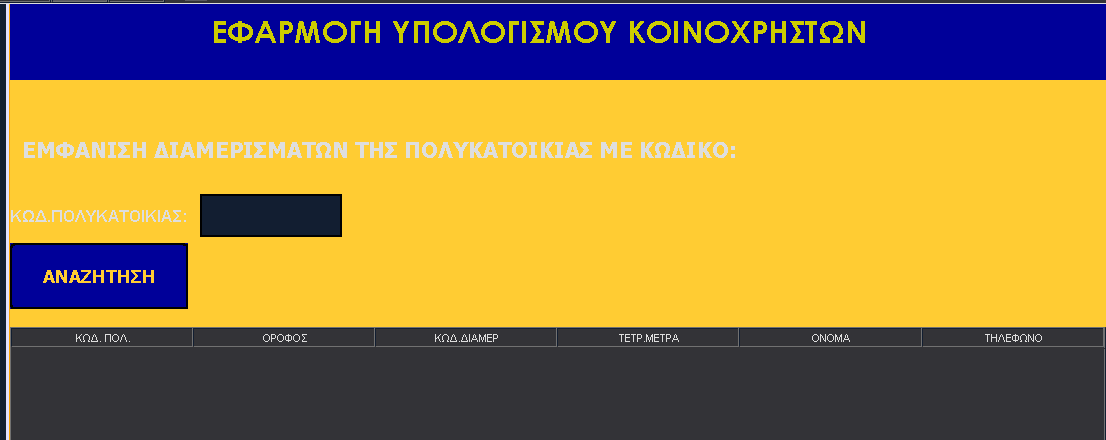 ΕΦΑΡΜΟΓΗ ΥΠΟΛΟΓΙΣΜΟΥ ΚΟΙΝΟΧΡΗΣΤΩΝ
ΕΜΦΑΝΙΣΗ ΔΙΑΜΕΡΙΣΜΑΤΩΝ ΤΗΣ ΠΟΛΥΚΑΤΟΙΚΙΑΣ ΜΕ ΚΩΔΙΚΟ:
ΚΩΔ.ΠΟΛΥΚΑΤΟΙΚΙΑΣ:
ΑΝΑΖΗΤΗΣΗ
ΚΩΔ. ΠΟΛ. ΟΡΟΦΟΣ ΚΩΔ.ΔΙΑΜΕΡ ΤΕΤΡ.ΜΕΤΡΑ ΟΝΟΜΑ ΤΗΛΕΦΩΝΟ